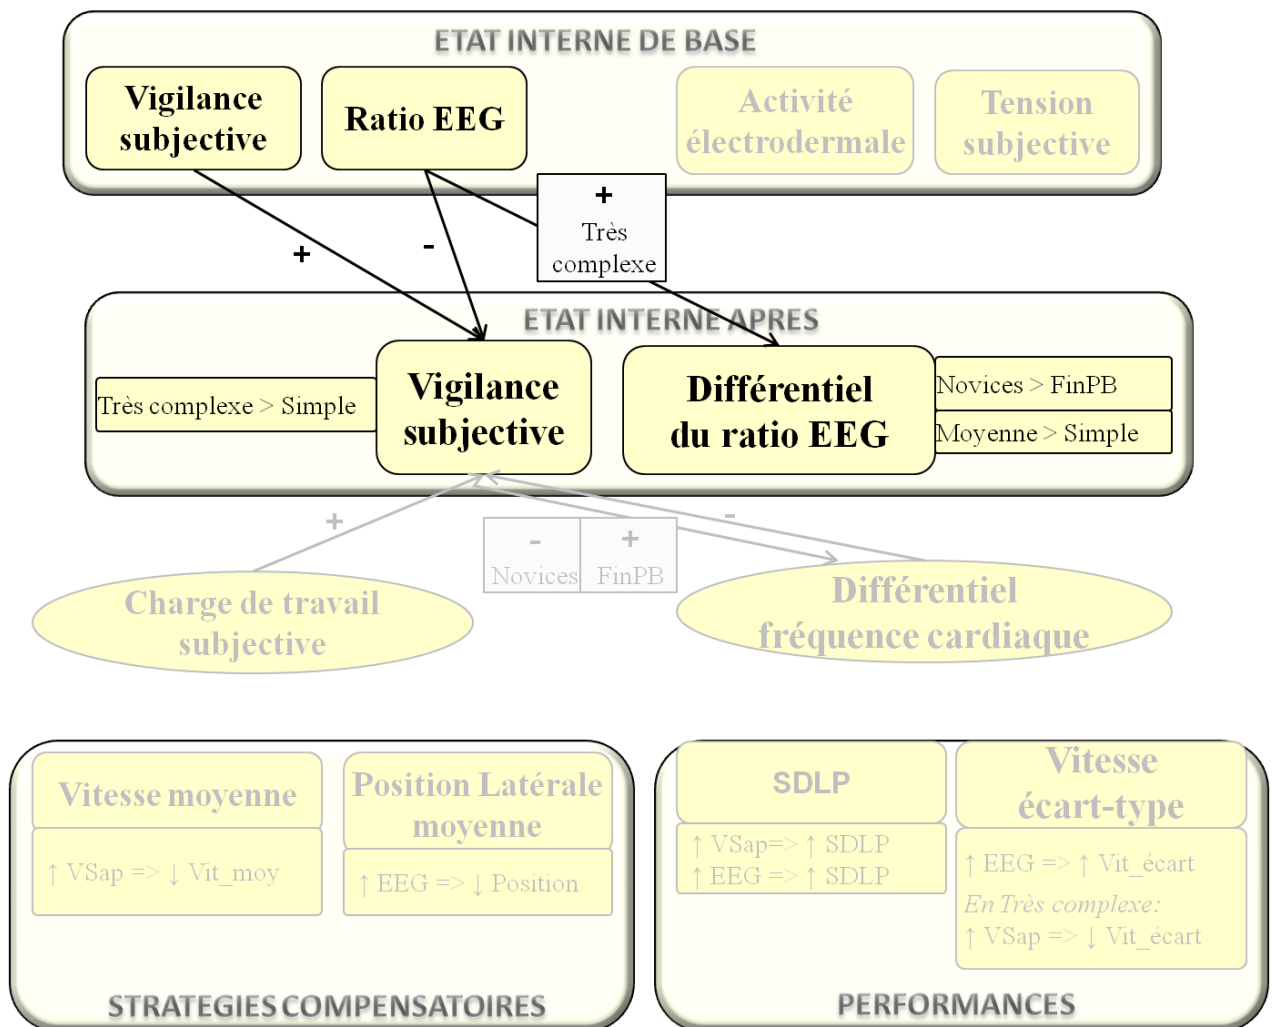 ETAT INTERNE DE BASE
Vigilance
subjective
Ratio EEG
Activité
électrodermale
Tension
subjective
+
-
+
Très
complexe
ETAT INTERNE APRES
Très complexe > Simple
Vigilance
subjective
Différentiel
du ratio EEG
Novices > FinPB
Moyenne > Simple
+
-
Novices
+
FinPB
-
Charge de travail
subjective
Différentiel
fréquence cardiaque
Vitesse moyenne
↑ VSap => ↓ Vit_moy
Position Latérale
moyenne
↑ EEG => ↓ Position
STRATEGIES COMPENSATOIRES
SDLP
↑ VSap=> ↑ SDLP
↑ EEG => ↑ SDLP
Vitesse
écart-type
↑ EEG => ↑ Vit_écart
En Très complexe:
↑ VSap => ↓ Vit_écart
PERFORMANCES